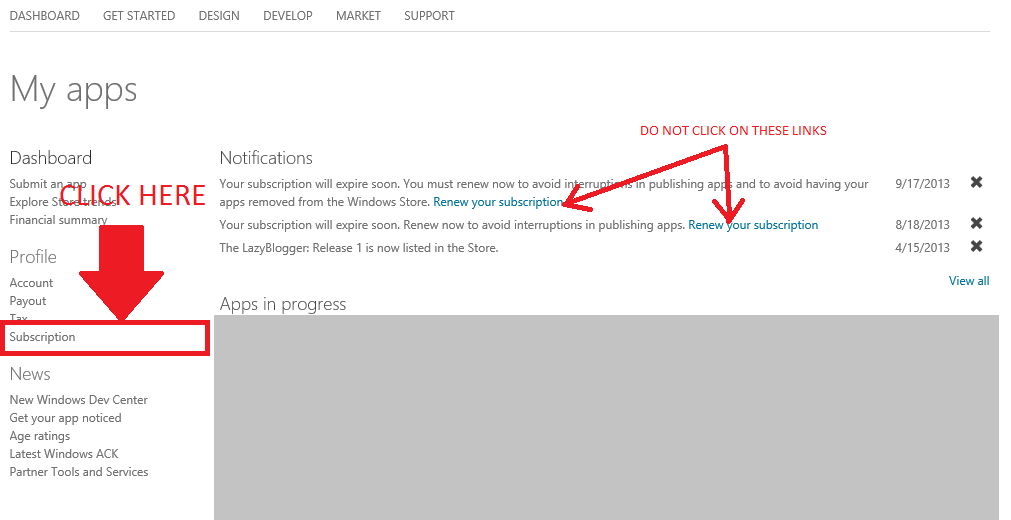 DASHBOARD GET STARTED DESIGN DEVELOP MARKET SUPPORT
My apps
DO NOT CLICK ON THESE LINKS
Dashboard
Submit an app
CLICK HERE
Explore Store trends
Financial summary
Profile
Account
Payout
Tax
Subscription
News
New Windows Dev Center
Get your app noticed
Age ratings
Latest Windows ACK
Partner Tools and Services
Notifications
Your subscription will expire soon. You must renew now to avoid interruptions in publishing apps and to avoid having your 9/17/2013
apps removed from the Windows Store. Renew your subscription
Your subscription will expire soon. Renew now to avoid interruptions in publishing apps. Renew your subscription 8/18/2013
The LazyBlogger: Release 1 is now listed in the Store. 4/15/2013
View all
Apps in progress